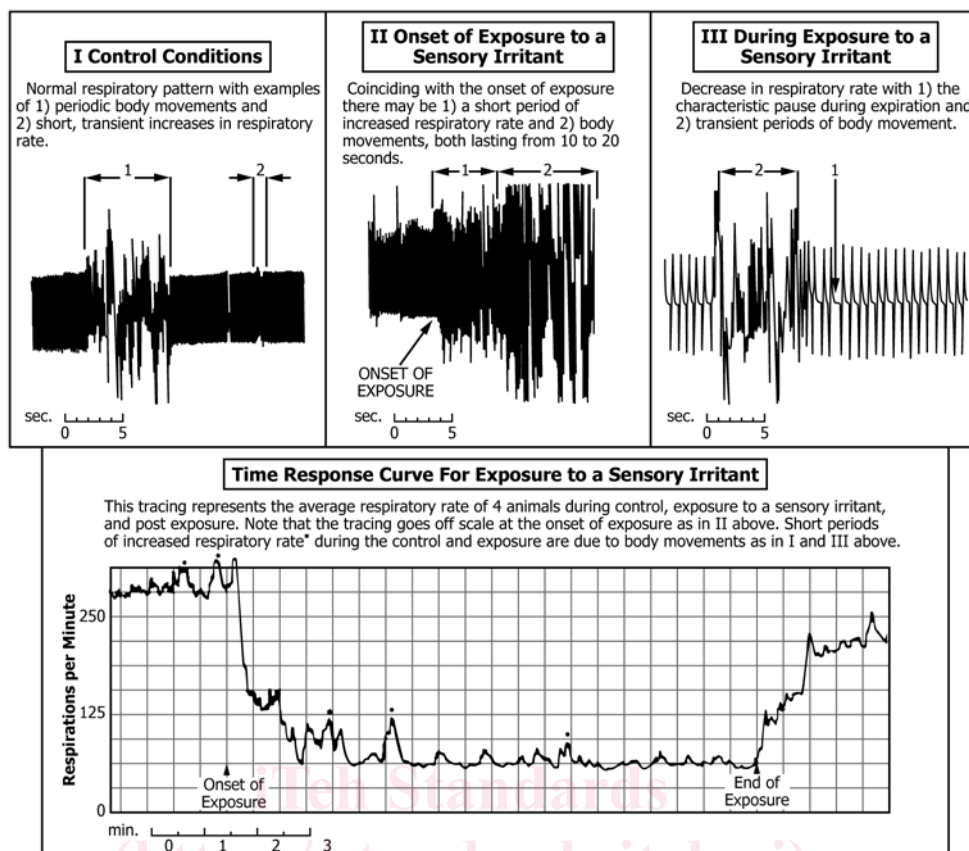 I Control Conditions
Normal respiratory pattern with examples
of 1) periodic body movements and
2) short, transient increases in respiratory
rate.
1
2
sec.
0 5
II Onset of Exposure to a
Sensory Irritant
Coinciding with the onset of exposure
there may be 1) a short period of
increased respiratory rate and 2) body
movements, both lasting from 10 to 20
seconds.
1 2
ONSET OF
EXPOSURE
sec.
0 5
III During Exposure to a
Sensory Irritant
Decrease in respiratory rate with 1) the
characteristic pause during expiration and
2) transient periods of body movement.
2 1
sec.
0 5
Time Response Curve For Exposure to a Sensory Irritant
This tracing represents the average respiratory rate of 4 animals during control, exposure to a sensory irritant,
and post exposure. Note that the tracing goes off scale at the onset of exposure as in II above. Short periods
of increased respiratory rate* during the control and exposure are due to body movements as in I and III above.
Respirations per Minute
250
125
0
Onset of
Exposure
End of
Exposure
iTeh Standards
min.
0 1 2 3